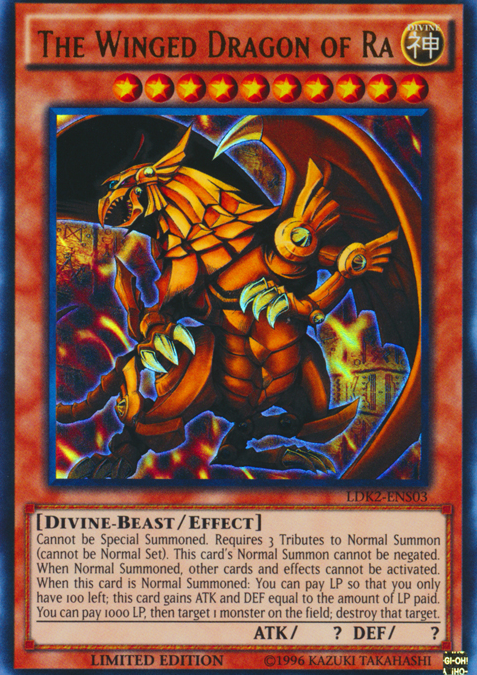 THE WINGED DRAGON OF RA
DIVINE
神
LDK2-ENS03
[DIVINE-BEAST/EFFECT]
Cannot be Special Summoned. Requires 3 Tributes to Normal Summon
(cannot be Normal Set). This card's Normal Summon cannot be negated.
When Normal Summoned, other cards and effects cannot be activated.
When this card is Normal Summoned: You can pay LP so that you only
have 100 left; this card gains ATK and DEF equal to the amount of LP paid.
You can pay 1000 LP, then target 1 monster on the field; destroy that target.
ATK/ ? DEF/ ?
LIMITED EDITION
©1996 KAZUKI TAKAHASHI
GI-OH!